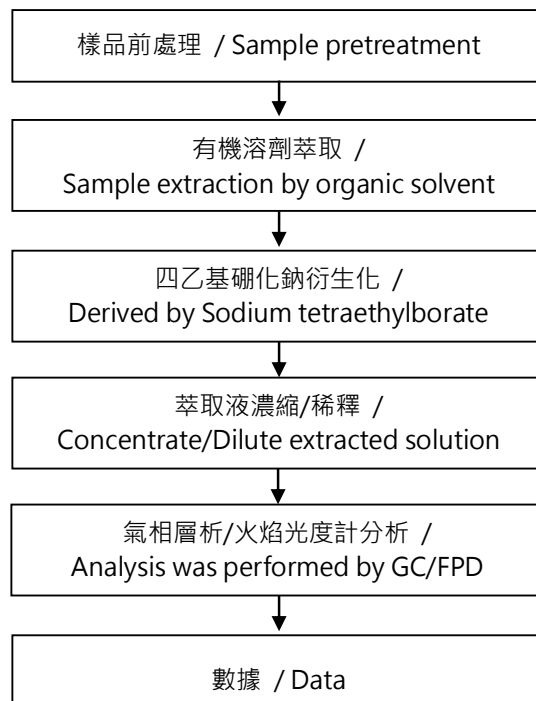 樣品前處理 / Sample pretreatment
有機溶劑萃取 /
Sample extraction by organic solvent
四乙基硼化鈉衍生化 /
Derived by Sodium tetraethylborate
萃取液濃縮/稀釋 /
Concentrate/Dilute extracted solution
氣相層析/火焰光度計分析 /
Analysis was performed by GC/FPD
數據 / Data